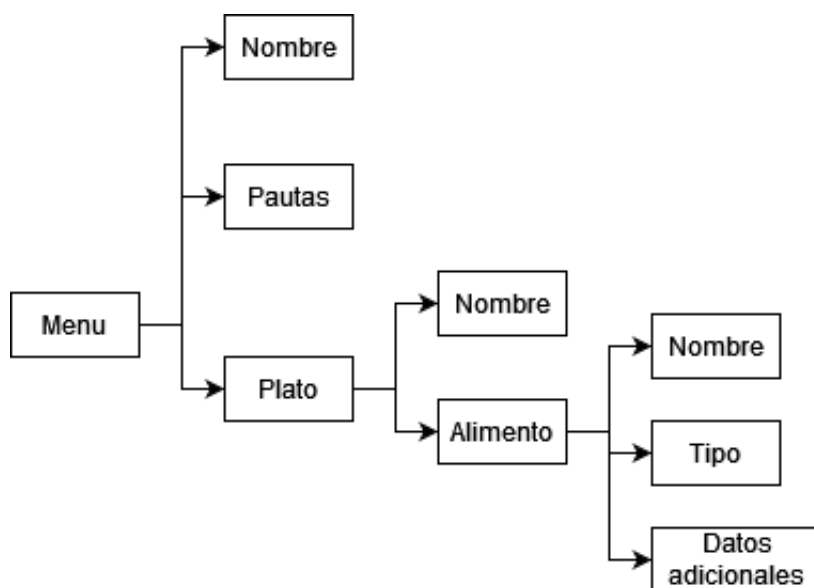 Nombre
Pautas
Menu
Plato
Nombre
Alimento
Nombre
Tipo
Datos
adicionales